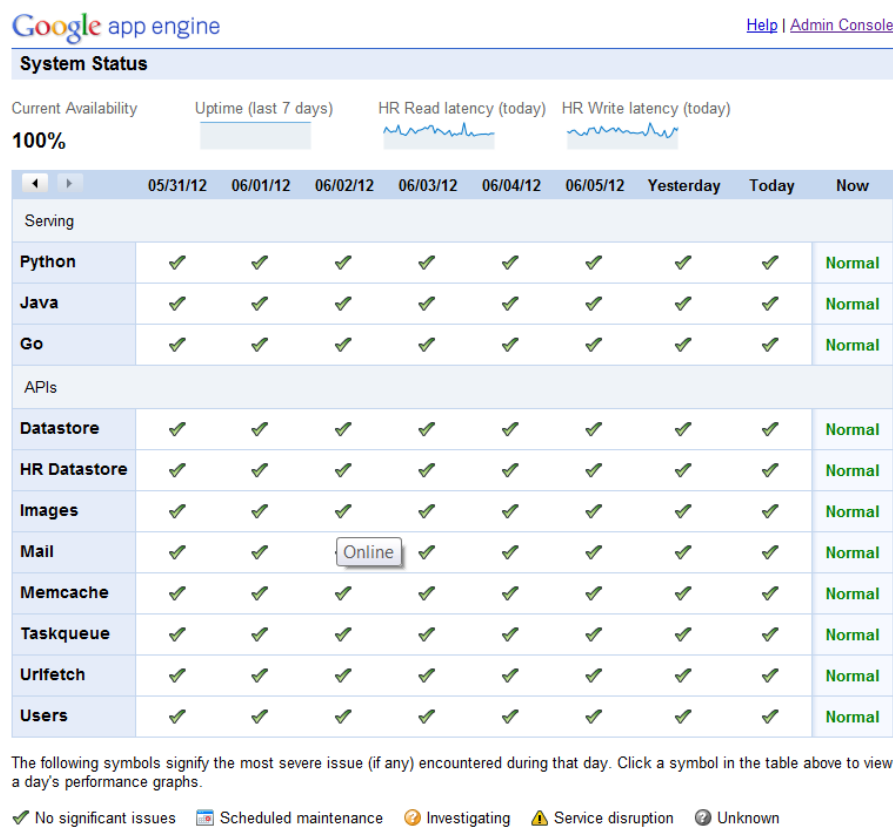 Google app engine
Help | Admin Console
System Status
Current Availability Uptime (last 7 days) HR Read latency (today) HR Write latency (today)
100%
05/31/12 06/01/12 06/02/12 06/03/12 06/04/12 06/05/12 Yesterday Today Now
Serving
Python Normal
Java Normal
Go Normal
APIs
Datastore Normal
HR Datastore Normal
Images Normal
Mail Online Normal
Memcache Normal
Taskqueue Normal
Urlfetch Normal
Users Normal
The following symbols signify the most severe issue (if any) encountered during that day. Click a symbol in the table above to view
a day's performance graphs.
No significant issues Scheduled maintenance Investigating Service disruption Unknown